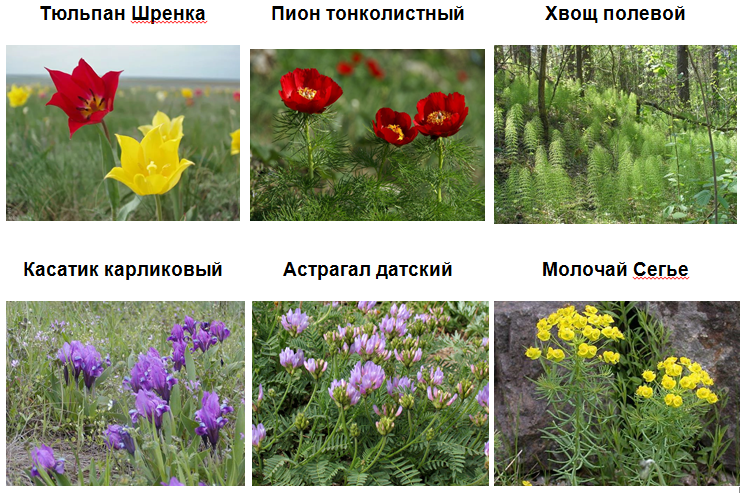 Тюльпан Шренка
Пион тонколистный
Хвощ полевой
Касатик карликовый
Астрагал датский
Молочай Сегье